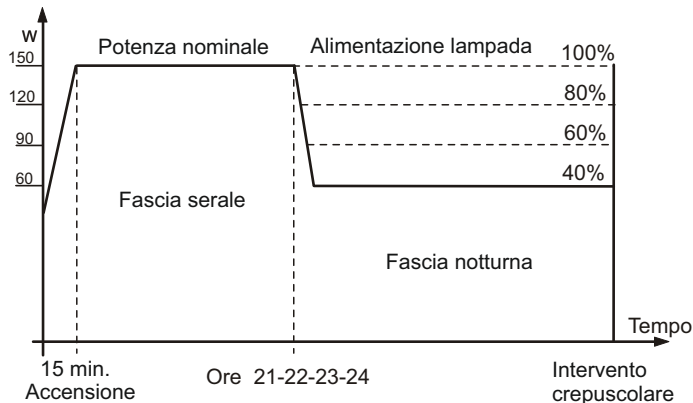 w
Potenza nominale Alimentazione lampada
150 100%
120 80%
90 60%
60 40%
Fascia serale
Fascia notturna
Tempo
15 min.
Accensione
Ore 21-22-23-24
Intervento
crepuscolare